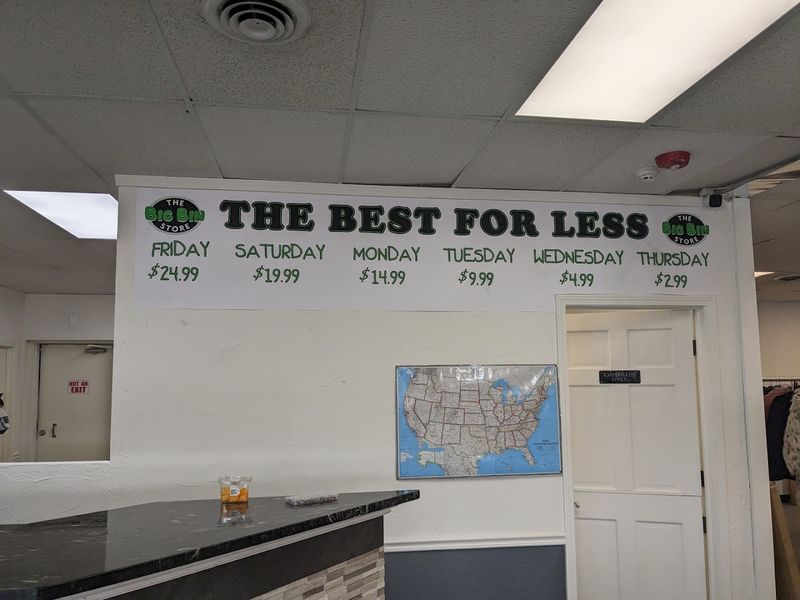 THE
BIG BIN
STORE
THE BEST FOR LESS
THE
BIG BIN
STORE
FRIDAY SATURDAY MONDAY TUESDAY WEDNESDAY THURSDAY
$24.99 $19.99 $14.99 $9.99 $4.99 $2.99
NOT AN
EXIT
EMPLOYEES
ONLY